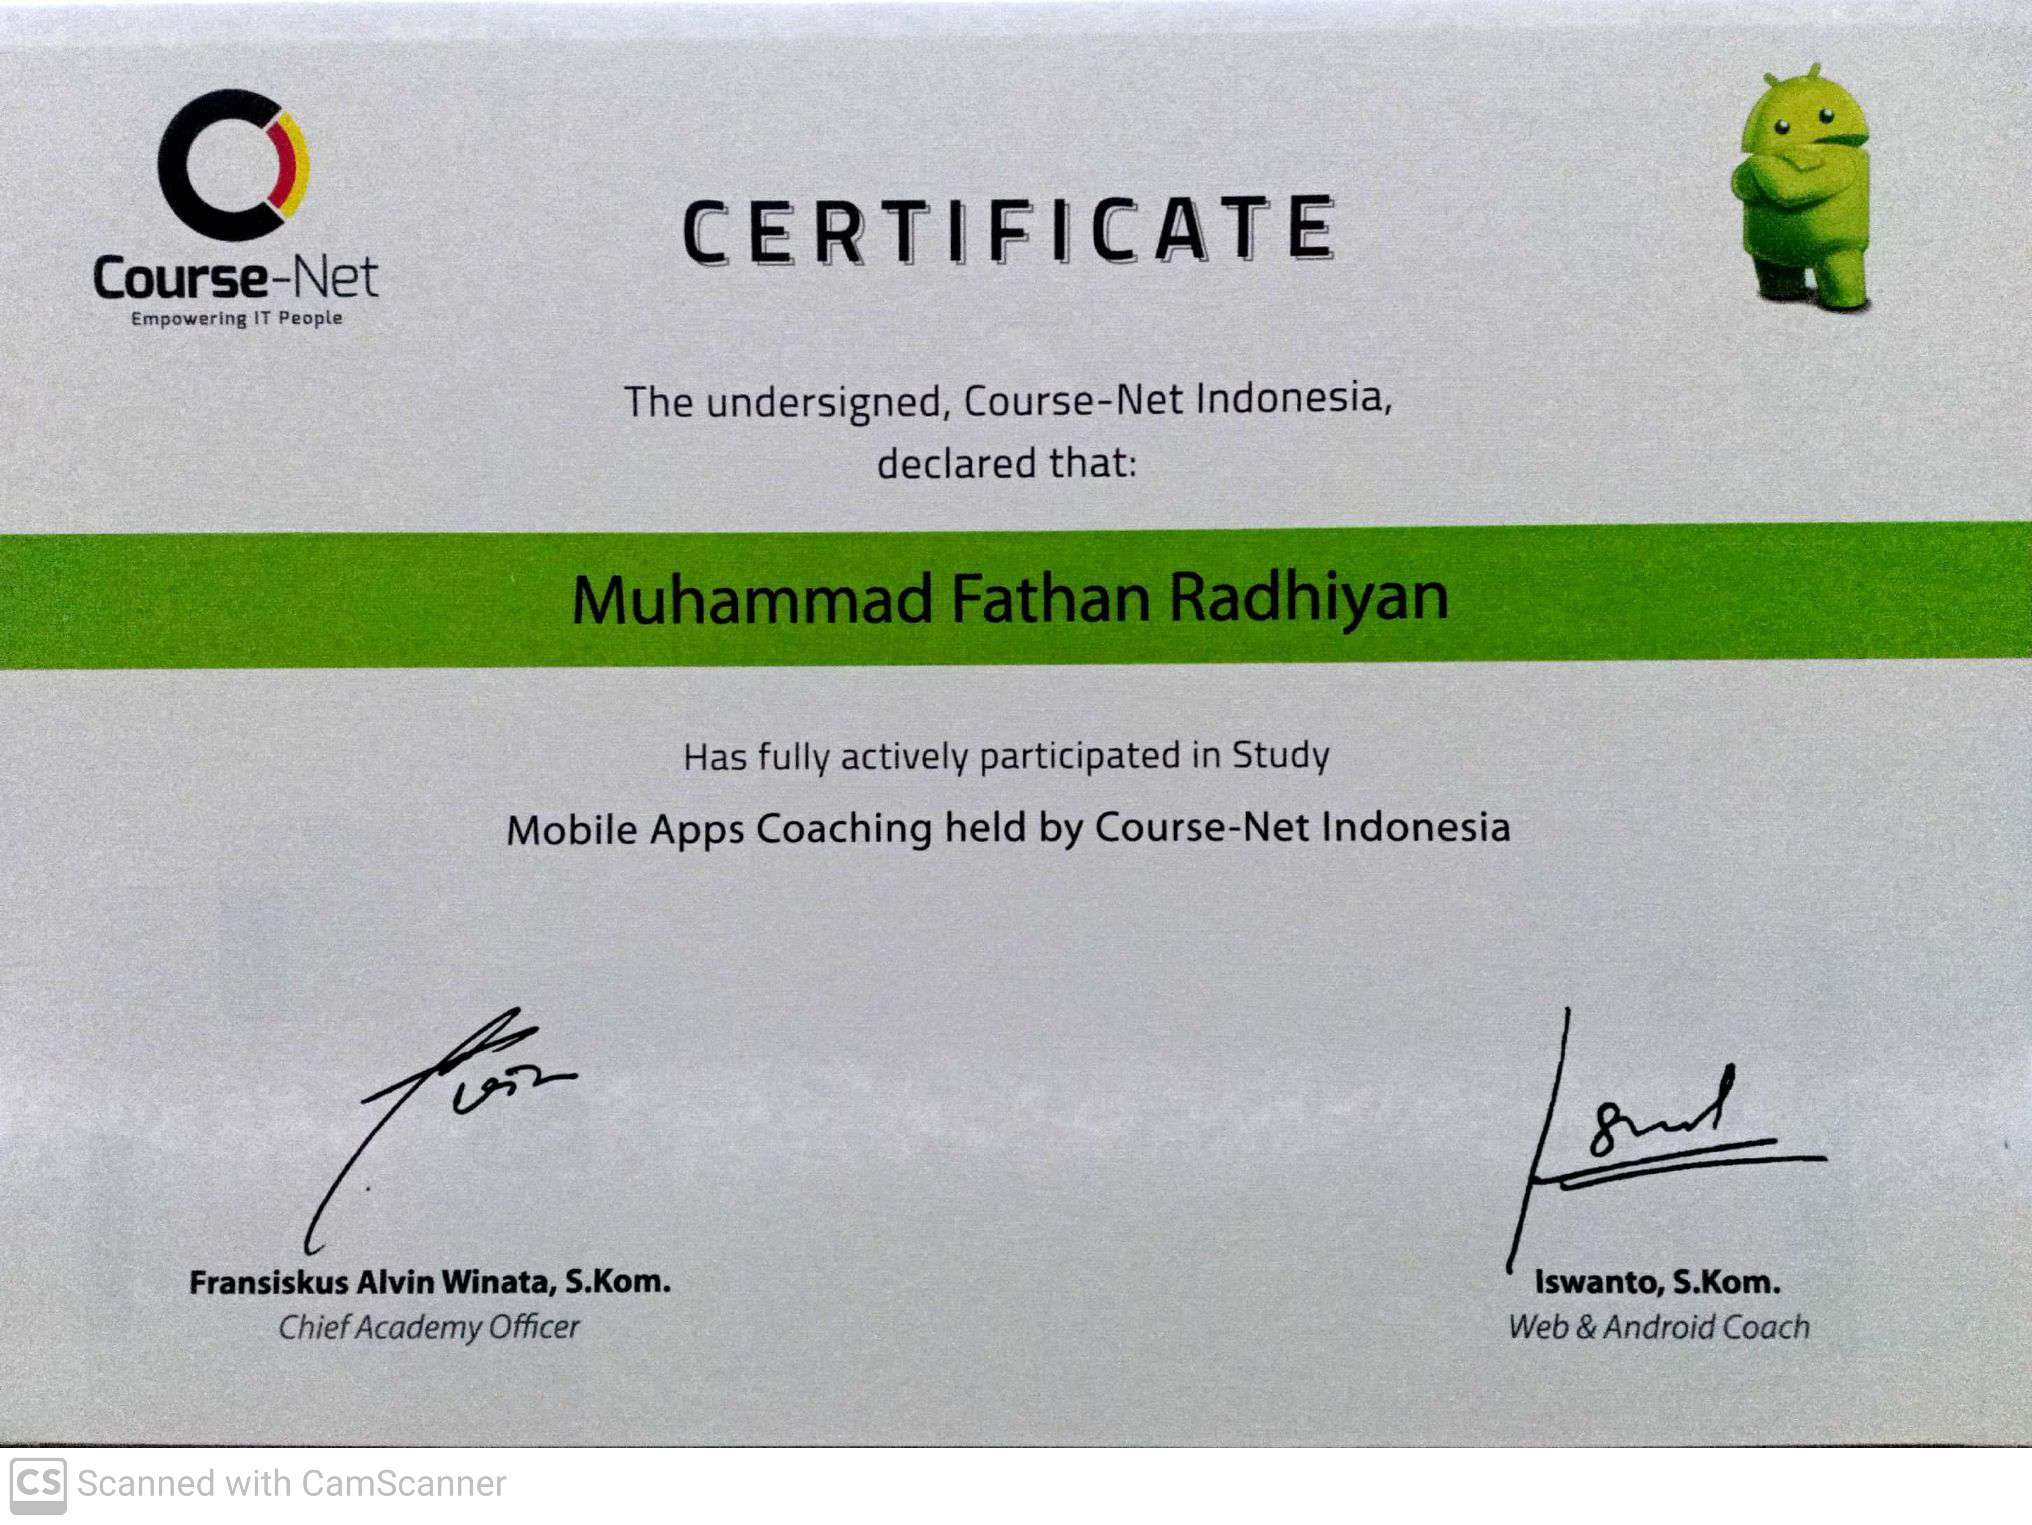 Course-Net
Empowering IT People
CERTIFICATE
The undersigned, Course-Net Indonesia,
declared that:
Muhammad Fathan Radhiyan
Has fully actively participated in Study
Mobile Apps Coaching held by Course-Net Indonesia
Fransiskus Alvin Winata, S.Kom.
Chief Academy Officer
Iswanto, S.Kom.
Web & Android Coach
CS Scanned with CamScanner